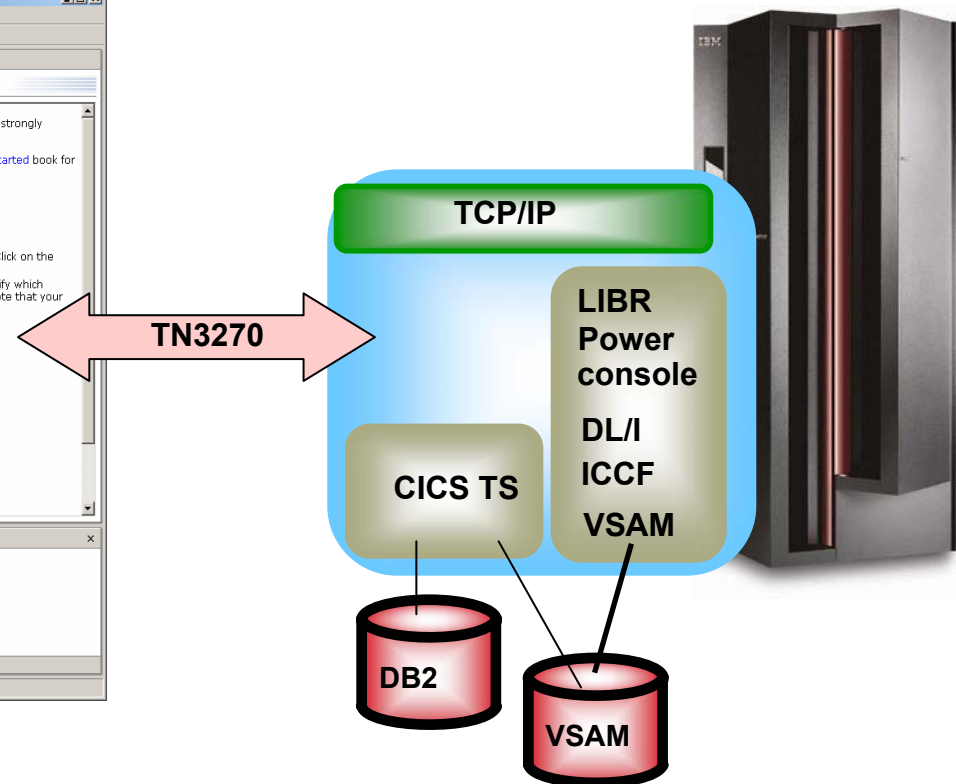 strongly
tarted book for
lick on the
ify which
ote that your
IBM
TCP/IP
TN3270
LIBR
Power
console
DL/I
ICCF
VSAM
CICS TS
DB2
VSAM